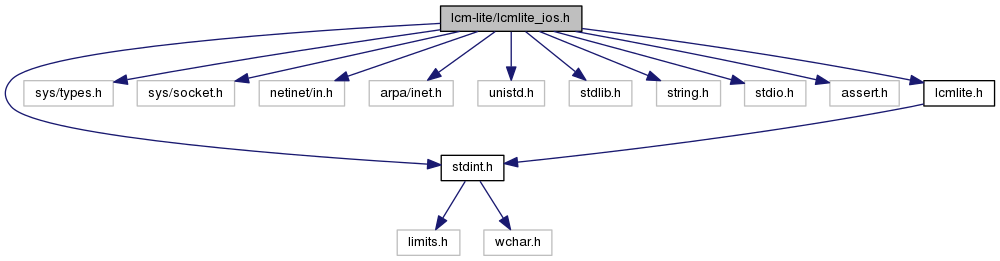 lcm-lite/lcmlite_ios.h
sys/types.h
sys/socket.h
netinet/in.h
arpa/inet.h
unistd.h
stdlib.h
string.h
stdio.h
assert.h
lcmlite.h
stdint.h
limits.h
wchar.h